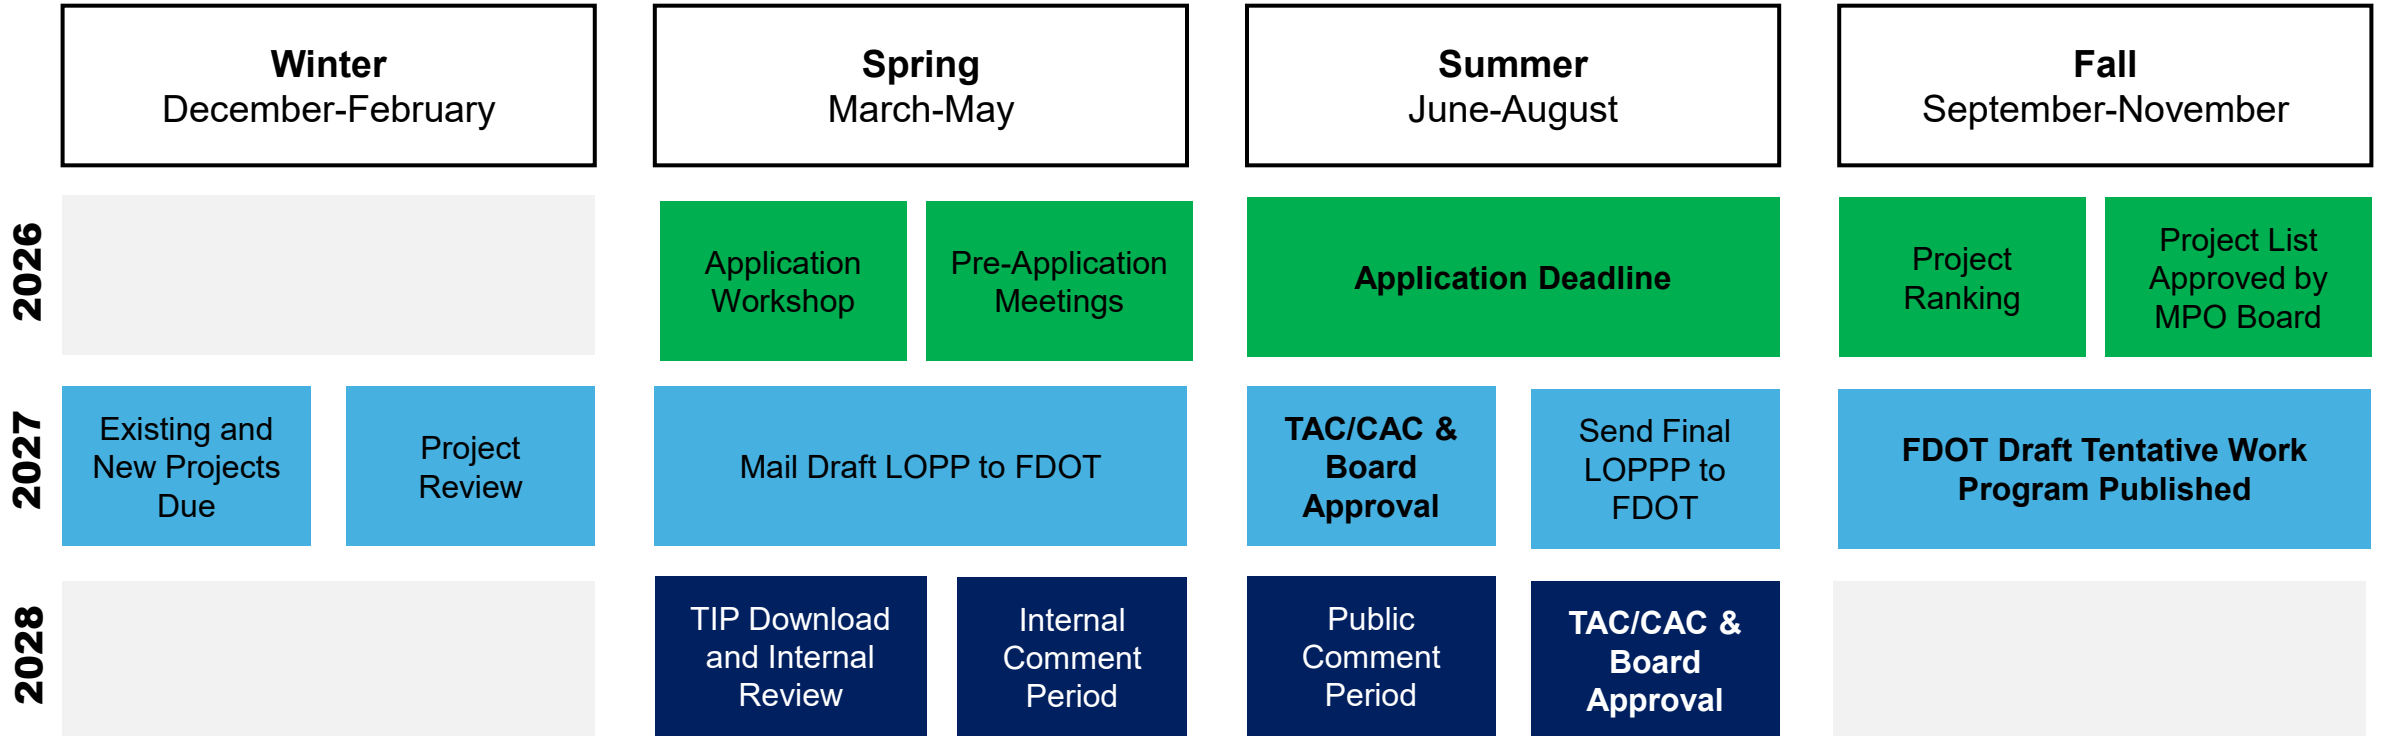 Winter
December-February
Spring
March-May
Summer
June-August
Fall
September-November
2026
Application
Workshop
Pre-Application
Meetings
Application Deadline
Project
Ranking
Project List
Approved by
MPO Board
2027
Existing and
New Projects
Due
Project
Review
Mail Draft LOPP to FDOT
TAC/CAC &
Board
Approval
Send Final
LOPPP to
FDOT
FDOT Draft Tentative Work
Program Published
2028
TIP Download
and Internal
Review
Internal
Comment
Period
Public
Comment
Period
TAC/CAC &
Board
Approval